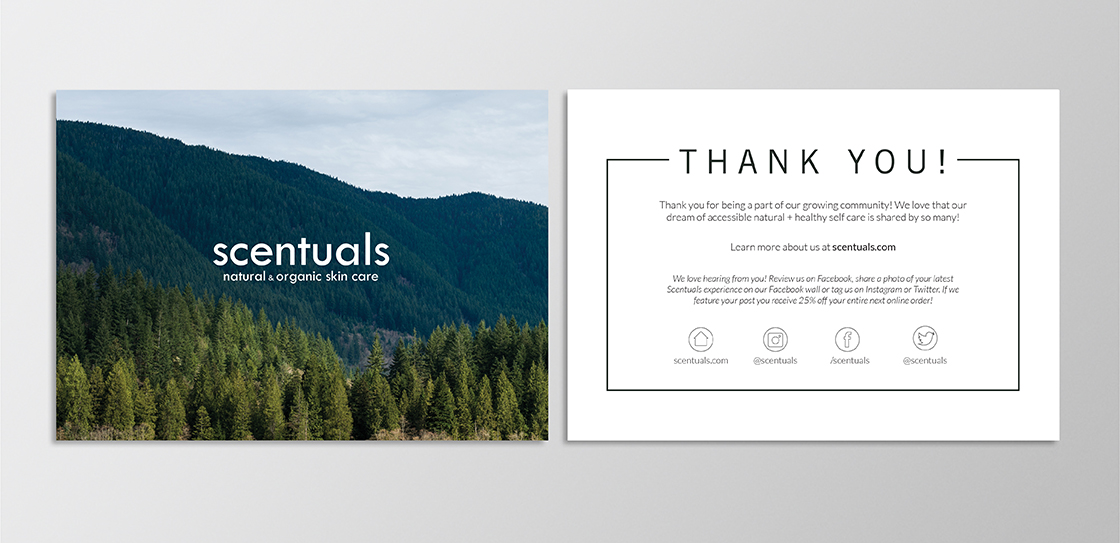 scentuals
natural & organic skin care
THANK YOU!
Thank you for being a part of our growing community! We love that our
dream of accessible natural + healthy self care is shared by so many!
Learn more about us at scentuals.com
We love hearing from you! Review us on Facebook, share a photo of your latest
Scentuals experience on our Facebook wall or tag us on Instagram or Twitter. If we
feature your post you receive 25% off your entire next online order!
scentuals.com
@scentuals
/scentuals
@scentuals